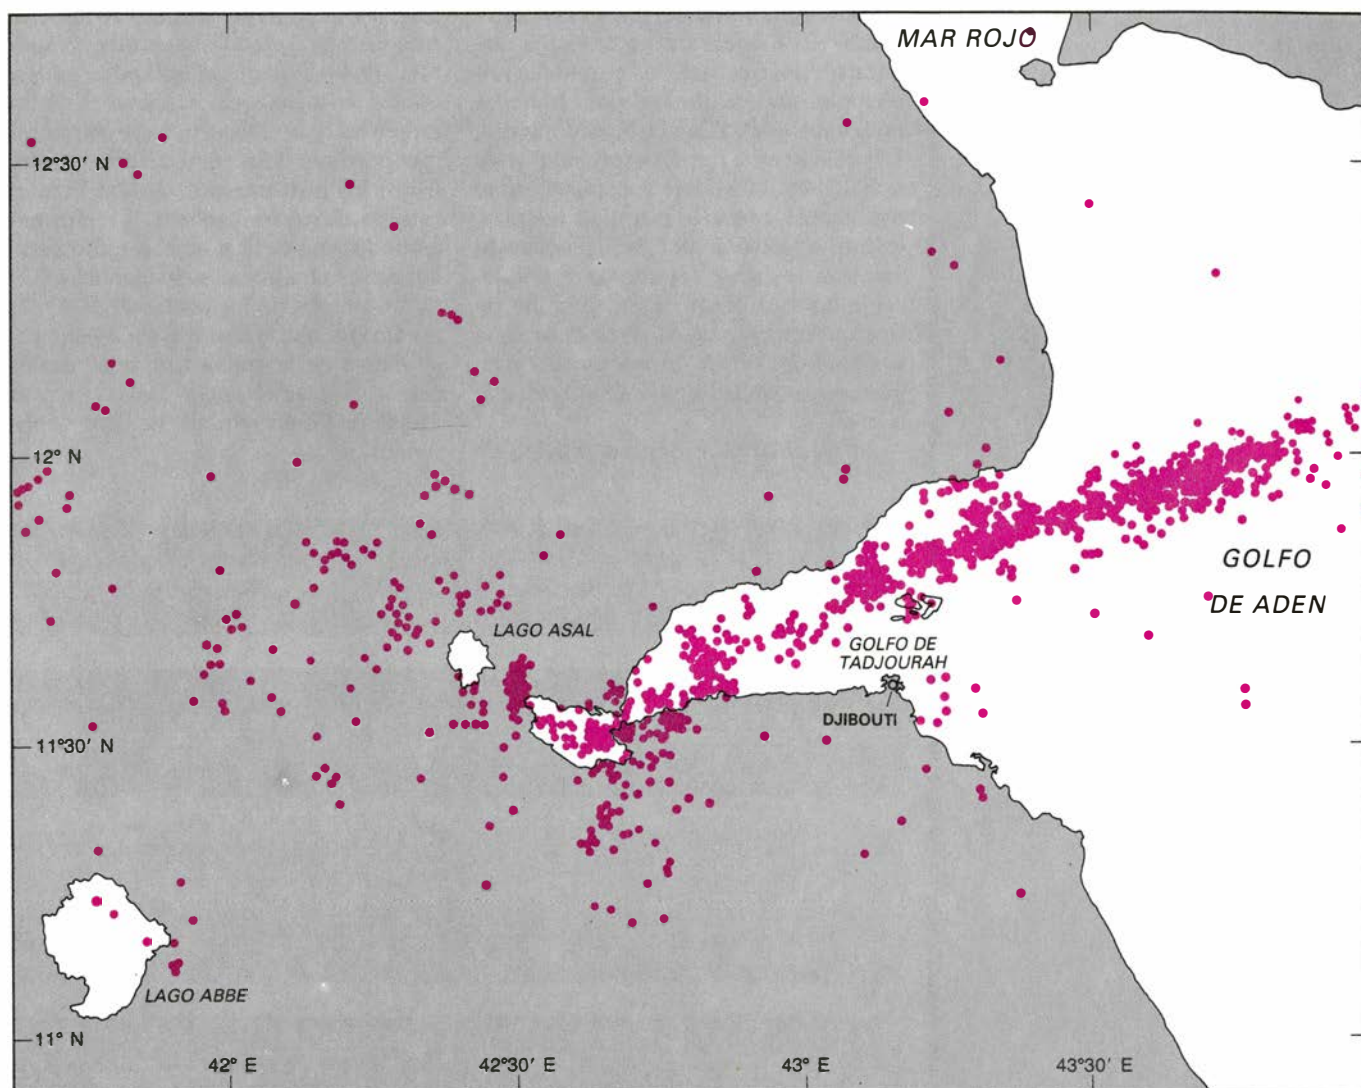 MAR ROJO
12°30′ N
12° N
GOLFO
DE ADEN
LAGO ASAL
GOLFO DE
TADJOURAH
DJIBOUTI
11°30′ N
LAGO ABBE
11° N
42° E
42°30′ E
43° E
43°30′ E